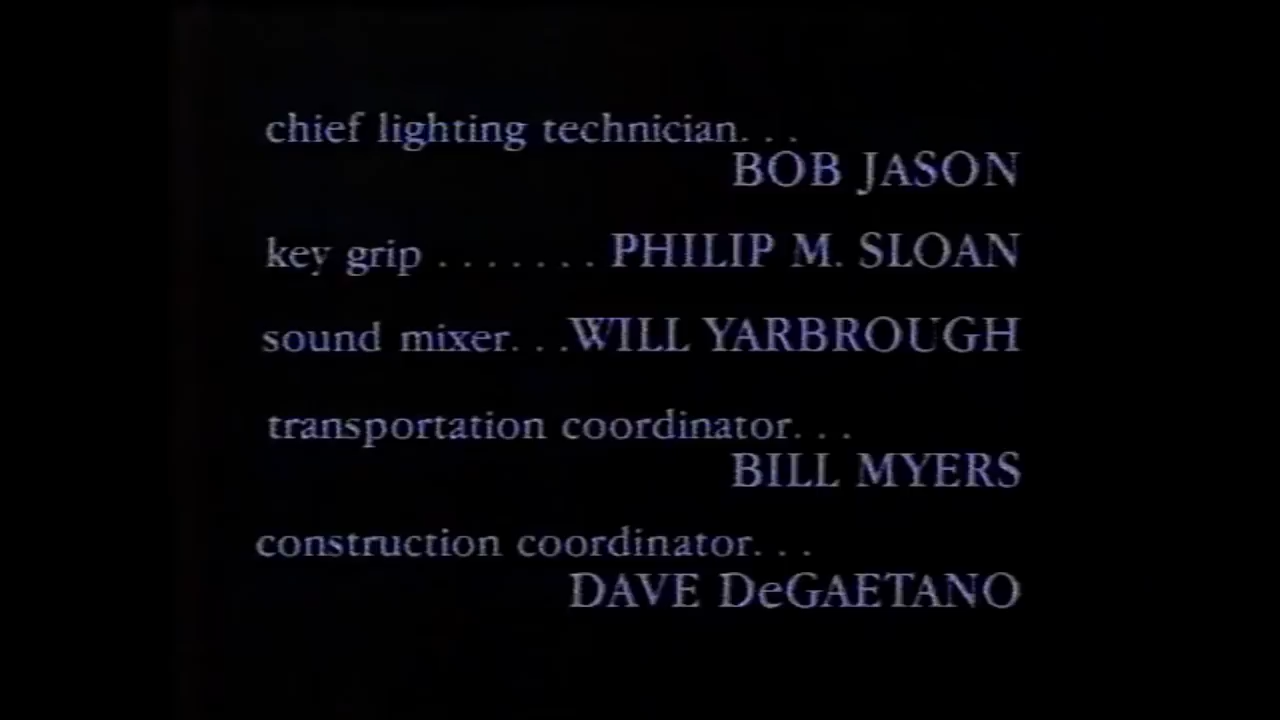 chief lighting technician. . .
BOB JASON
key grip . . . . . . . PHILIP M. SLOAN
sound mixer. . .WILL YARBROUGH
transportation coordinator. . .
BILL MYERS
construction coordinator. . .
DAVE DeGAETANO